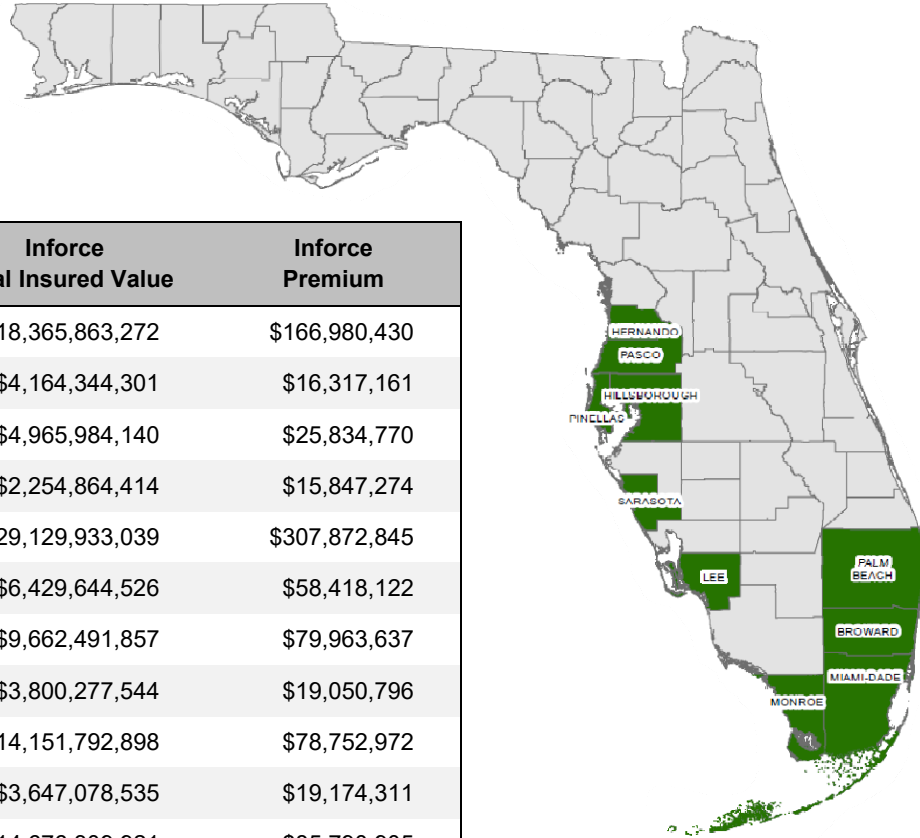 Inforce Inforce
al Insured Value Premium
18,365,863,272 $166,980,430
$4,164,344,301 $16,317,161
$4,965,984,140 $25,834,770
$2,254,864,414 $15,847,274
29,129,933,039 $307,872,845
$6,429,644,526 $58,418,122
$9,662,491,857 $79,963,637
$3,800,277,544 $19,050,796
14,151,792,898 $78,752,972
$3,647,078,535 $19,174,311
HERNANDO
PASCO
HILLSBOROUGH
PINELLAS
SARASOTA
LEE
PALM
BEACH
BROWARD
MIAMI-DADE
MONROE